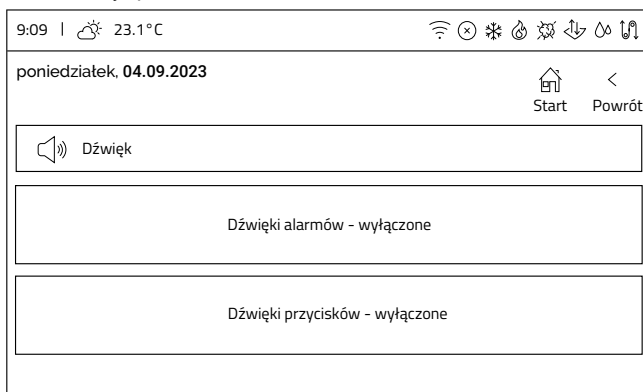 9:09 | 23.1°C
poniedziałek, 04.09.2023
Start Powrót
Dźwięk
Dźwięki alarmów - wyłączone
Dźwięki przycisków - wyłączone